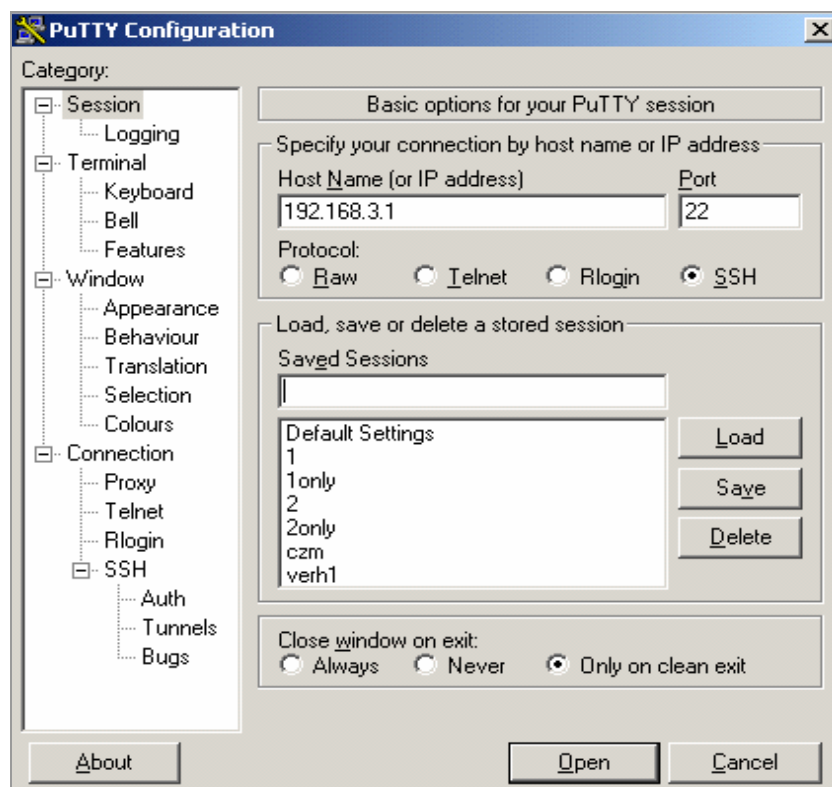 PuTTY Configuration
Category:
Session
Logging
Terminal
Keyboard
Bell
Features
Window
Appearance
Behaviour
Translation
Selection
Colours
Connection
Proxy
Telnet
Rlogin
SSH
Auth
Tunnels
Bugs
Basic options for your PuTTY session
Specify your connection by host name or IP address
Host Name (or IP address) Port
192.168.3.1 22
Protocol:
Raw Telnet Rlogin SSH
Load, save or delete a stored session
Saved Sessions
Default Settings
1
1only
2
2only
czm
verh1
Load
Save
Delete
Close window on exit:
Always Never Only on clean exit
About Open Cancel